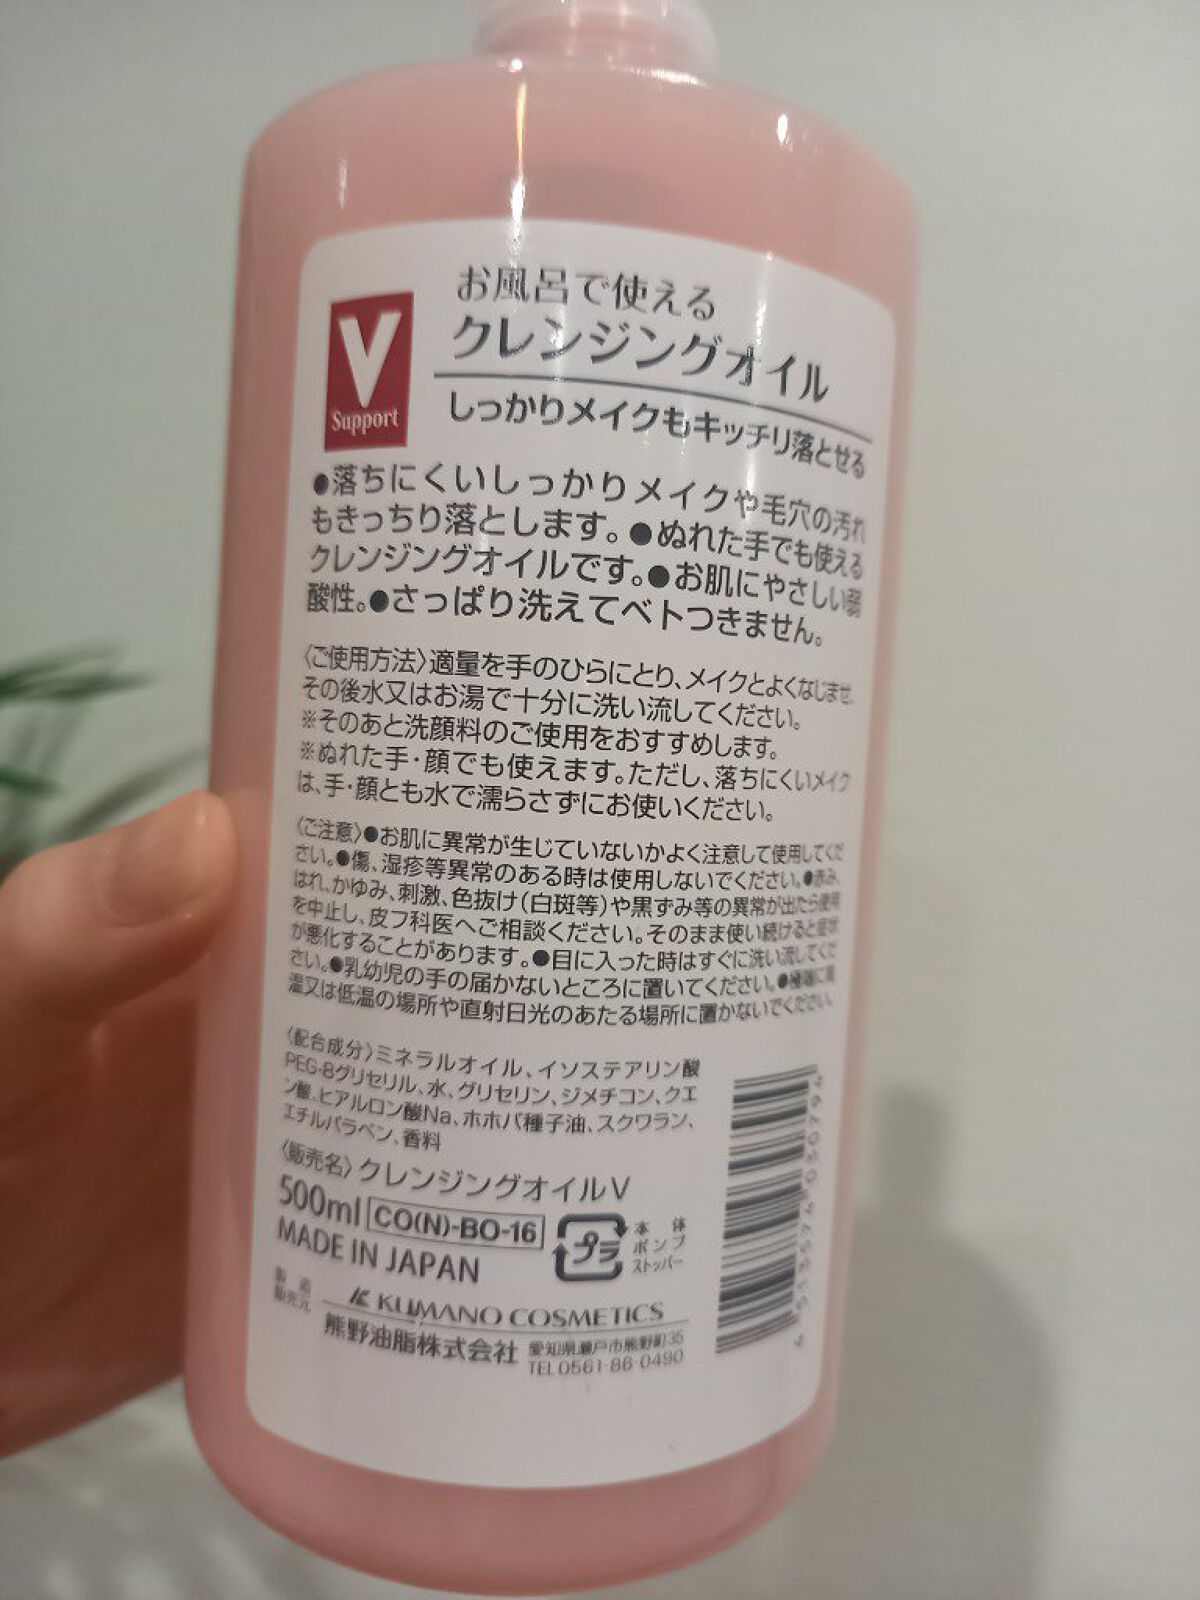 V
Support
お風呂で使える
クレンジングオイル
しっかりメイクもキッチリ落とせる
●落ちにくいしっかりメイクや毛穴の汚れ
もきっちり落とします。●ぬれた手でも使える
クレンジングオイルです。●お肌にやさしい弱
酸性。●さっぱり洗えてベトつきません。
〈ご使用方法〉適量を手のひらにとり、メイクとよくなじませ、
その後水又はお湯で十分に洗い流してください。
※そのあと洗顔料のご使用をおすすめします。
※ぬれた手・顔でも使えます。ただし、落ちにくいメイク
は、手・顔とも水で濡らさずにお使いください。
〈ご注意〉●お肌に異常が生じていないかよく注意して使用してくだ
さい。●傷、湿疹等異常のある時は使用しないでください。●赤み、
はれ、かゆみ、刺激、色抜け(白斑等)や黒ずみ等の異常が出たら使用
を中止し、皮フ科医へご相談ください。そのまま使い続けると症状
が悪化することがあります。●目に入った時はすぐに洗い流してくだ
さい。●乳幼児の手の届かないところに置いてください。●極端に高
温又は低温の場所や直射日光のあたる場所に置かないでください。
〈配合成分〉ミネラルオイル、イソステアリン酸
PEG-8グリセリル、水、グリセリン、ジメチコン、クエ
ン酸、ヒアルロン酸Na、ホホバ種子油、スクワラン、
エチルパラベン、香料
〈販売名〉クレンジングオイルV
500ml CO(N)-BO-16
MADE IN JAPAN
プラ
本体
ポンプ
ストッパー
製造
販売元
KUMANO COSMETICS
熊野油脂株式会社
愛知県瀬戸市熊野町35
TEL0561-86-0490